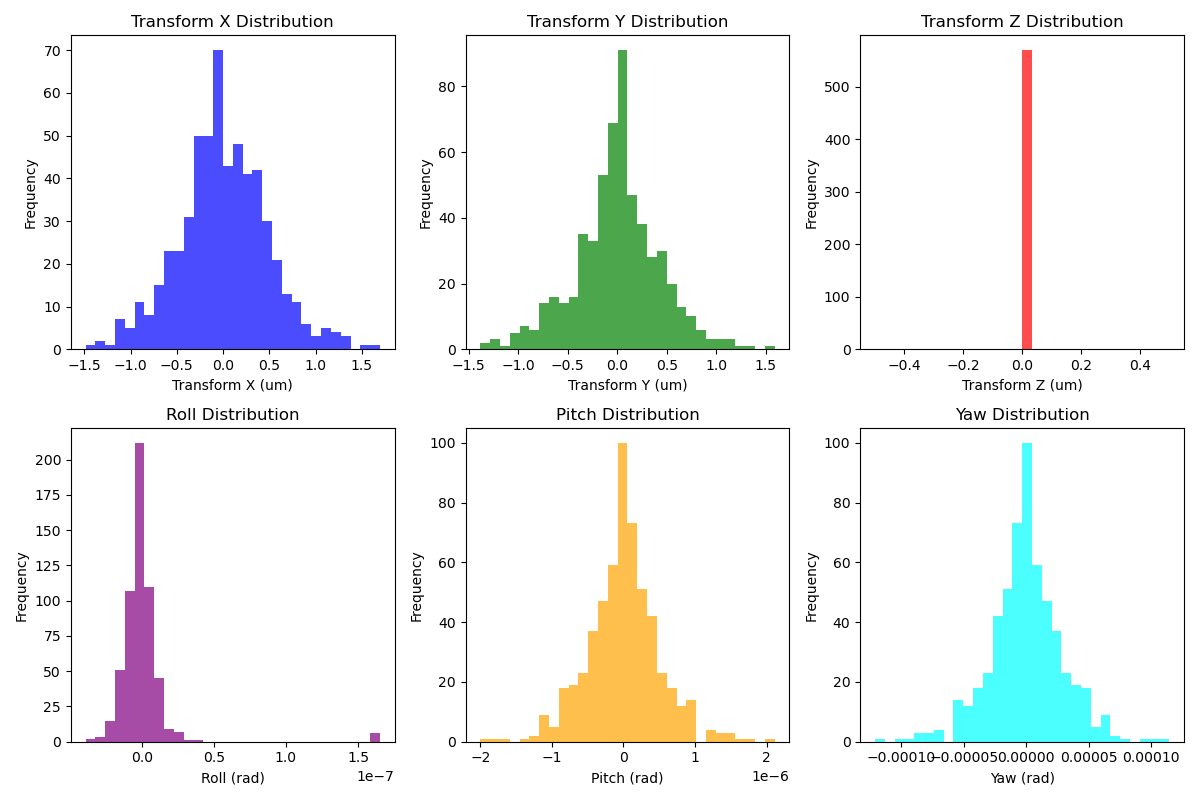 Transform X Distribution
70
60
50
40
30
20
10
0
Frequency
−1.5 −1.0 −0.5 0.0 0.5 1.0 1.5
Transform X (um)
Transform Y Distribution
80
60
40
20
0
Frequency
−1.5 −1.0 −0.5 0.0 0.5 1.0 1.5
Transform Y (um)
Transform Z Distribution
500
400
300
200
100
0
Frequency
−0.4 −0.2 0.0 0.2 0.4
Transform Z (um)
Roll Distribution
200
175
150
125
100
75
50
25
0
Frequency
0.0 0.5 1.0 1.5
1e−7
Roll (rad)
Pitch Distribution
100
80
60
40
20
0
Frequency
−2 −1 0 1 2
1e−6
Pitch (rad)
Yaw Distribution
100
80
60
40
20
0
Frequency
−0.00010 −0.00005 0.00000 0.00005 0.00010
Yaw (rad)